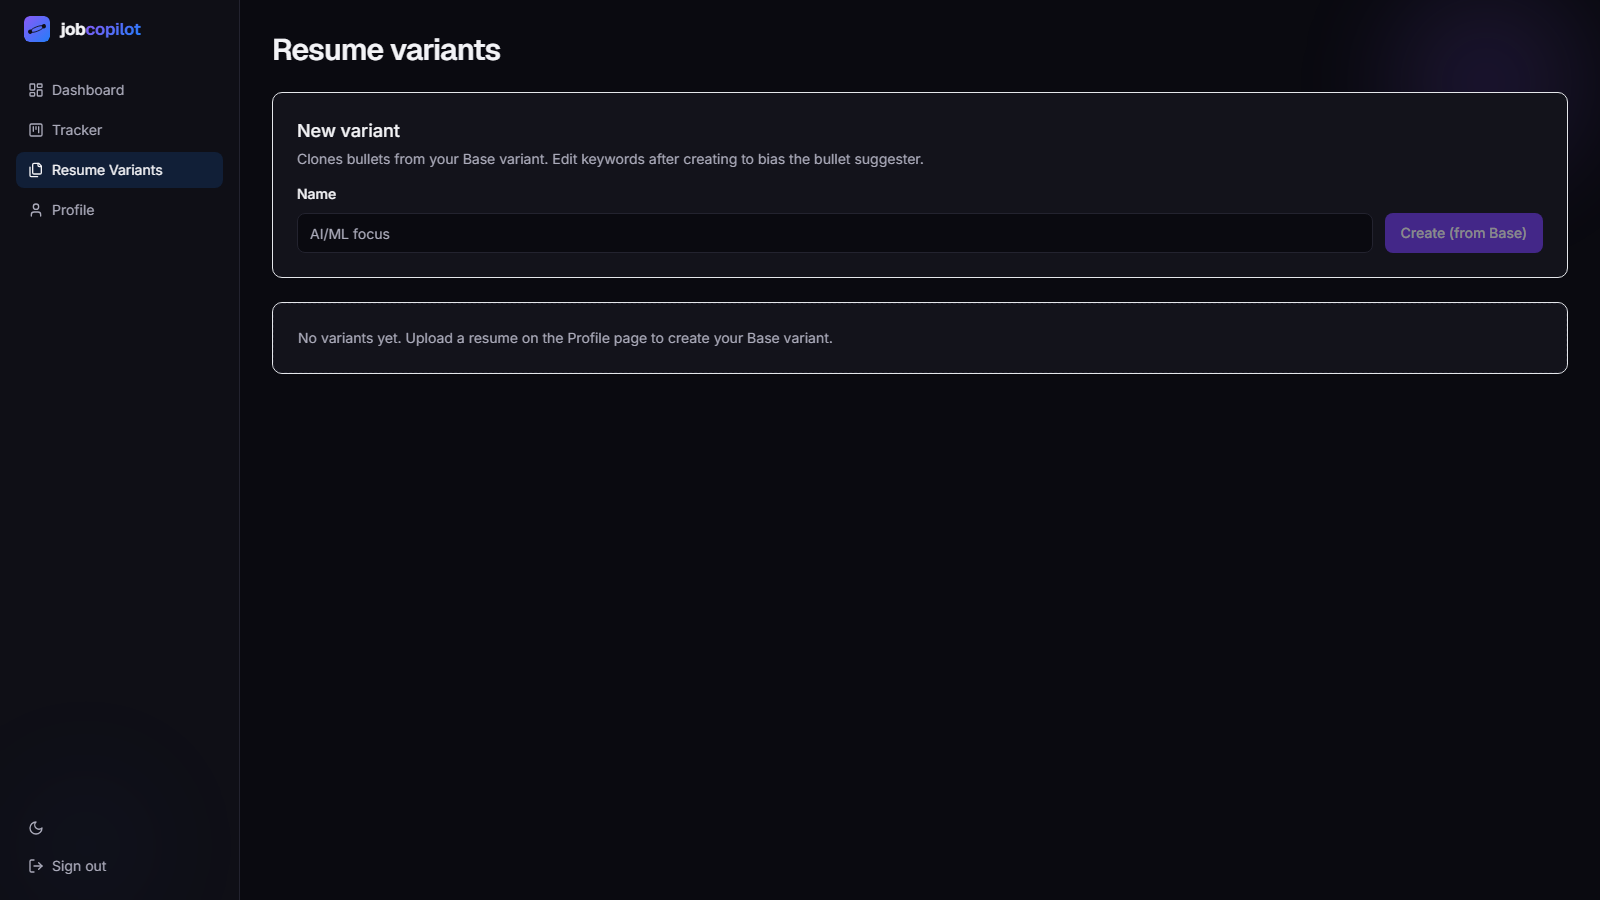 jobcopilot
Dashboard
Tracker
Resume Variants
Profile
Resume variants
New variant
Clones bullets from your Base variant. Edit keywords after creating to bias the bullet suggester.
Name
AI/ML focus
Create (from Base)
No variants yet. Upload a resume on the Profile page to create your Base variant.
Sign out